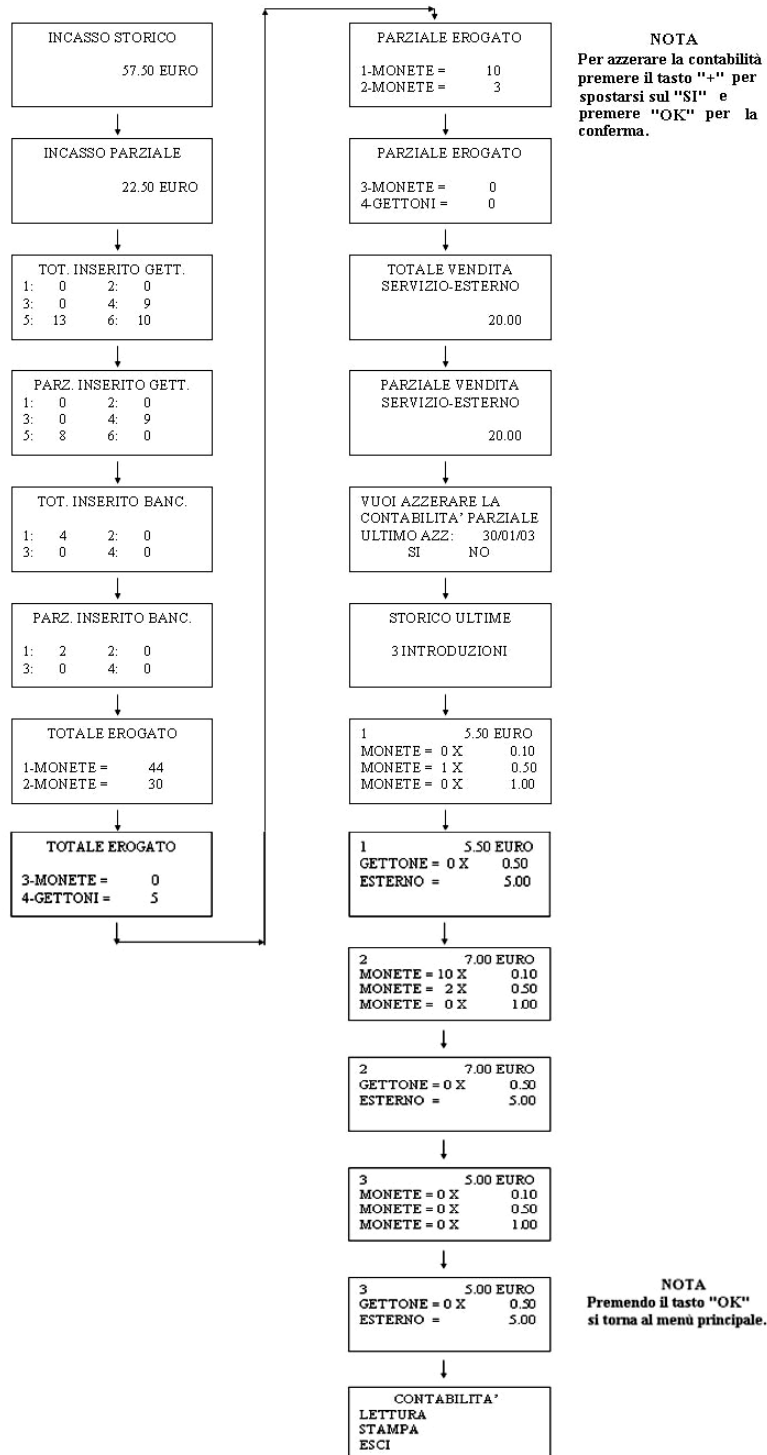 INCASSO STORICO
57.50 EURO
INCASSO PARZIALE
22.50 EURO
TOT. INSERITO GETT.
1: 0 2: 0
3: 0 4: 9
5: 13 6: 10
PARZ. INSERITO GETT.
1: 0 2: 0
3: 0 4: 9
5: 8 6: 0
TOT. INSERITO BANC.
1: 4 2: 0
3: 0 4: 0
PARZ. INSERITO BANC.
1: 2 2: 0
3: 0 4: 0
TOTALE EROGATO
1-MONETE = 44
2-MONETE = 30
TOTALE EROGATO
3-MONETE = 0
4-GETTONI = 5
PARZIALE EROGATO
1-MONETE = 10
2-MONETE = 3
PARZIALE EROGATO
3-MONETE = 0
4-GETTONI = 0
TOTALE VENDITA
SERVIZIO-ESTERNO
20.00
PARZIALE VENDITA
SERVIZIO-ESTERNO
20.00
VUOI AZZERARE LA
CONTABILITA' PARZIALE
ULTIMO AZZ: 30/01/03
SI NO
STORICO ULTIME
3 INTRODUZIONI
1 5.50 EURO
MONETE = 0 X 0.10
MONETE = 1 X 0.50
MONETE = 0 X 1.00
1 5.50 EURO
GETTONE = 0 X 0.50
ESTERNO = 5.00
2 7.00 EURO
MONETE = 10 X 0.10
MONETE = 2 X 0.50
MONETE = 0 X 1.00
2 7.00 EURO
GETTONE = 0 X 0.50
ESTERNO = 5.00
3 5.00 EURO
MONETE = 0 X 0.10
MONETE = 0 X 0.50
MONETE = 0 X 1.00
3 5.00 EURO
GETTONE = 0 X 0.50
ESTERNO = 5.00
CONTABILITA'
LETTURA
STAMPA
ESCI
NOTA
Per azzerare la contabilità
premere il tasto "+" per
spostarsi sul "SI" e
premere "OK" per la
conferma.
NOTA
Premendo il tasto "OK"
si torna al menù principale.